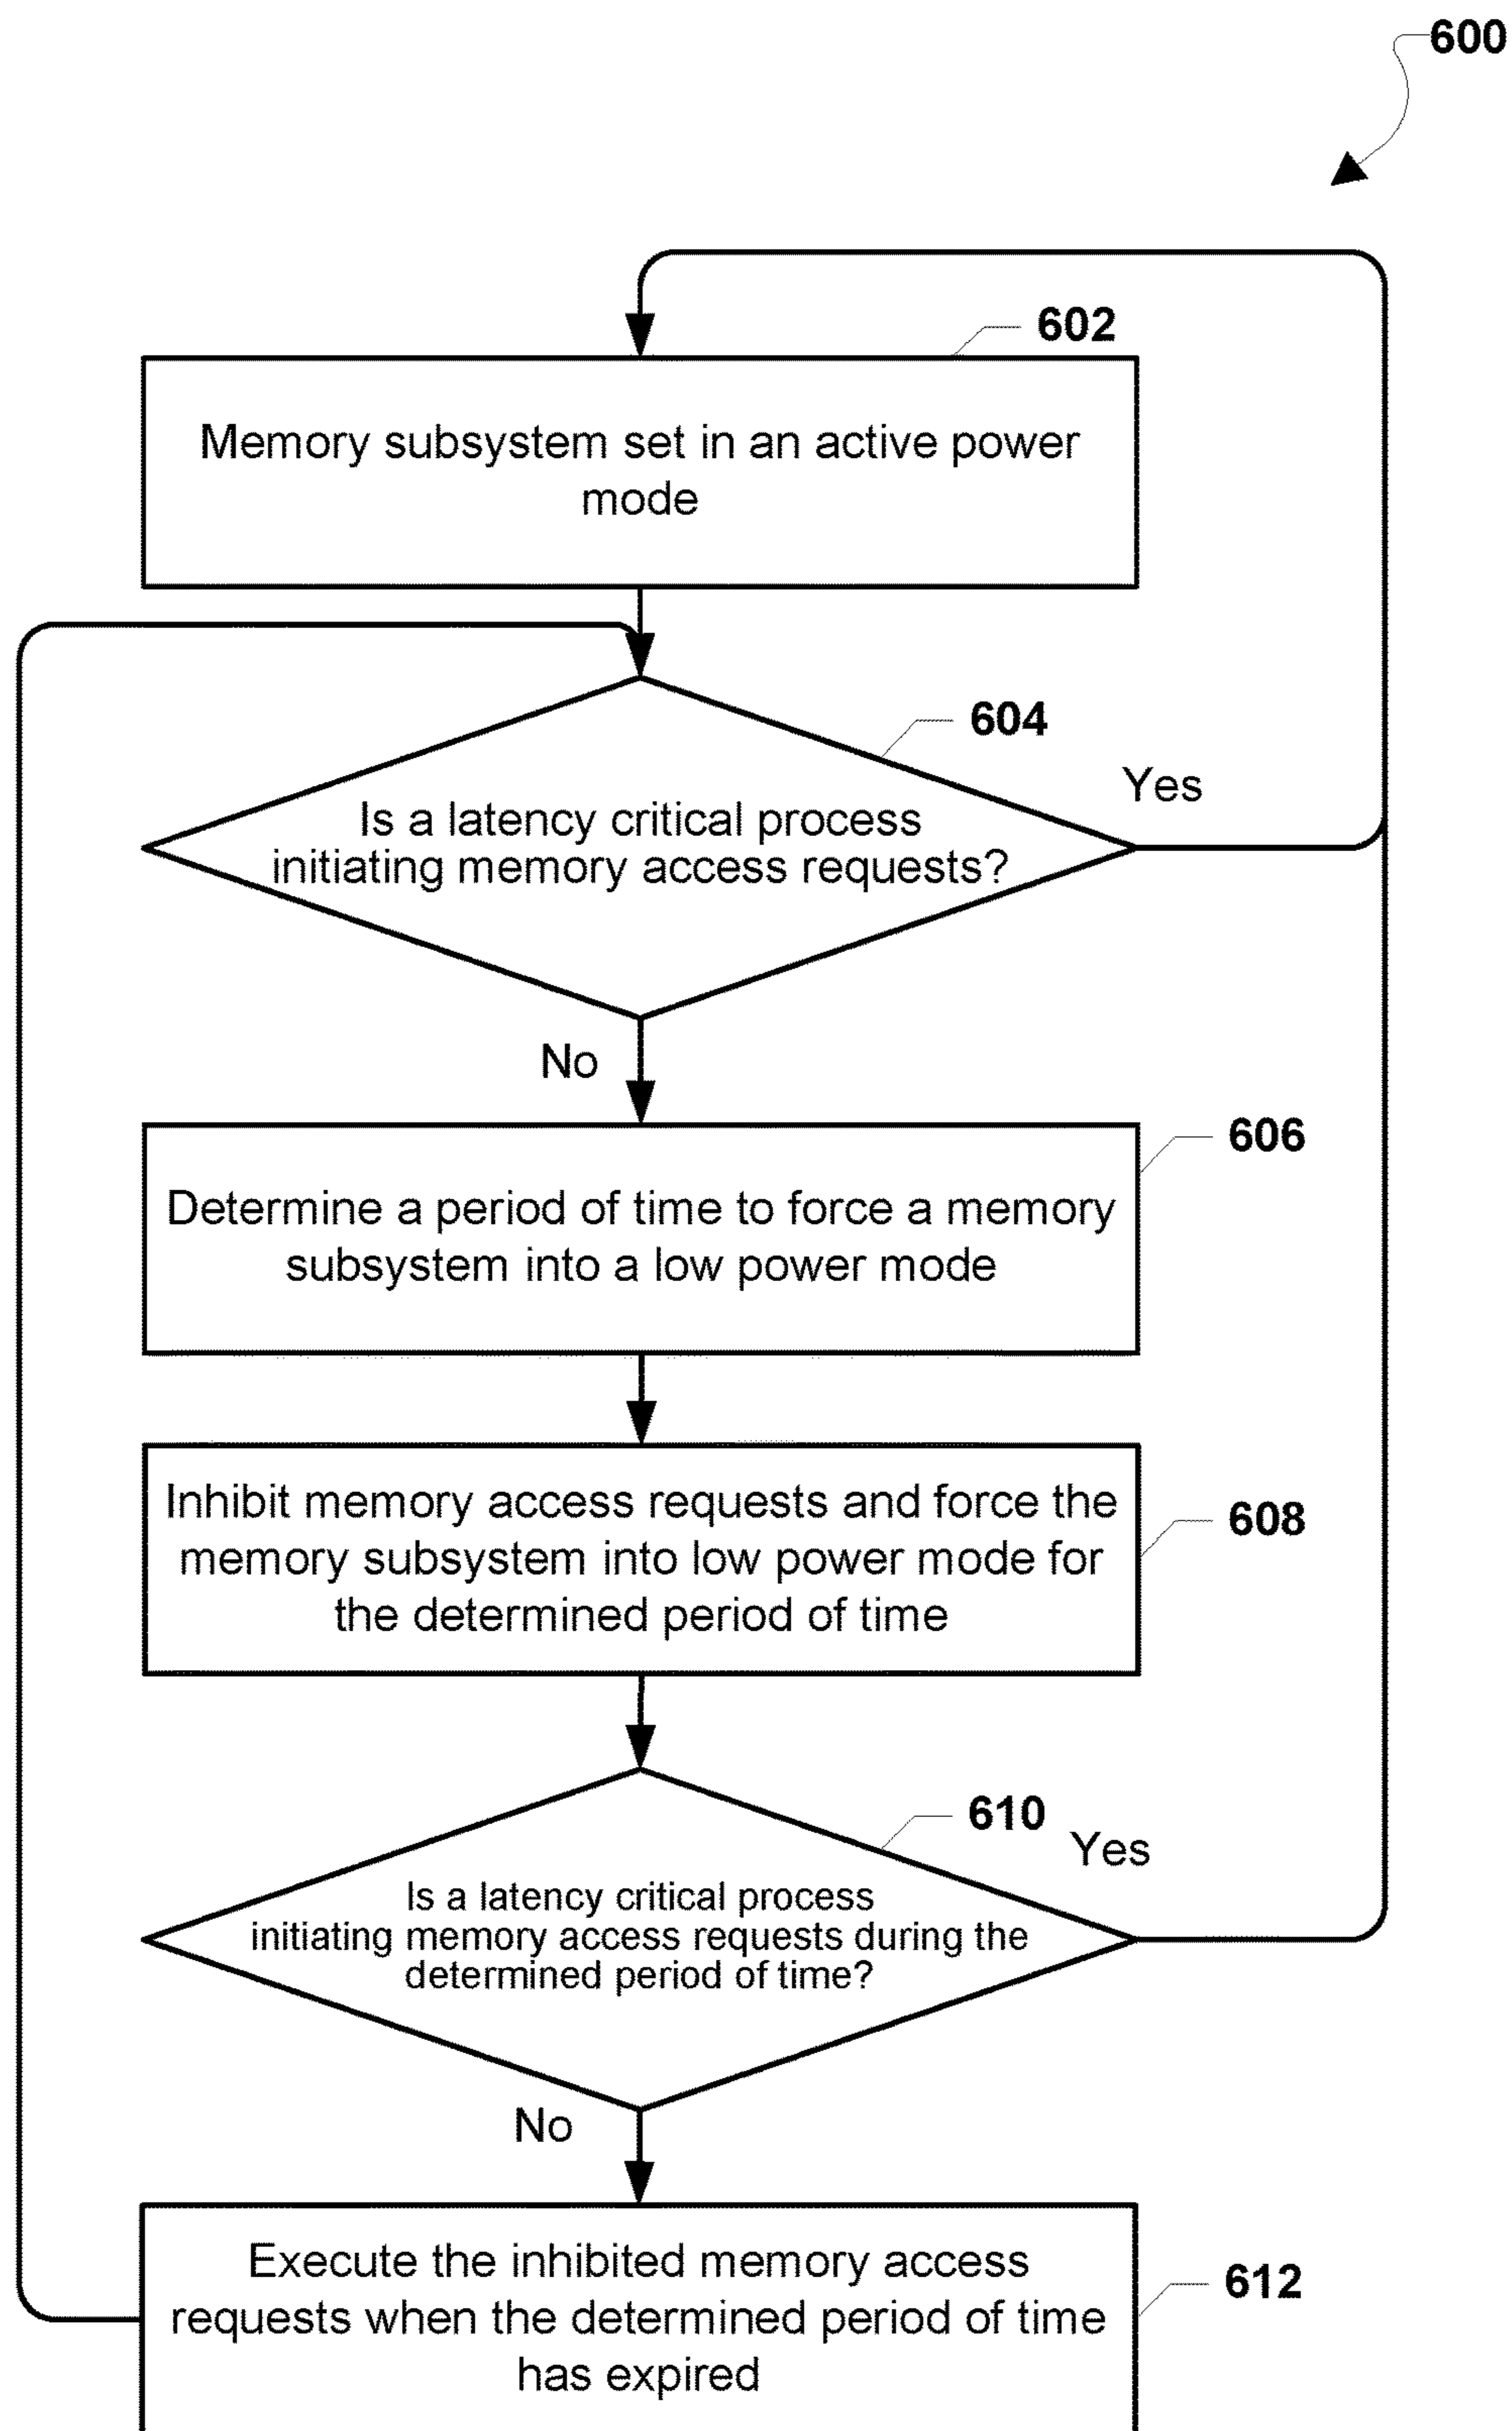 600
602
Memory subsystem set in an active power
mode
604
Yes
Is a latency critical process
initiating memory access requests?
No
606
Determine a period of time to force a memory
subsystem into a low power mode
608
Inhibit memory access requests and force the
memory subsystem into low power mode for
the determined period of time
610
Yes
Is a latency critical process
initiating memory access requests during the
determined period of time?
No
612
Execute the inhibited memory access
requests when the determined period of time
has expired